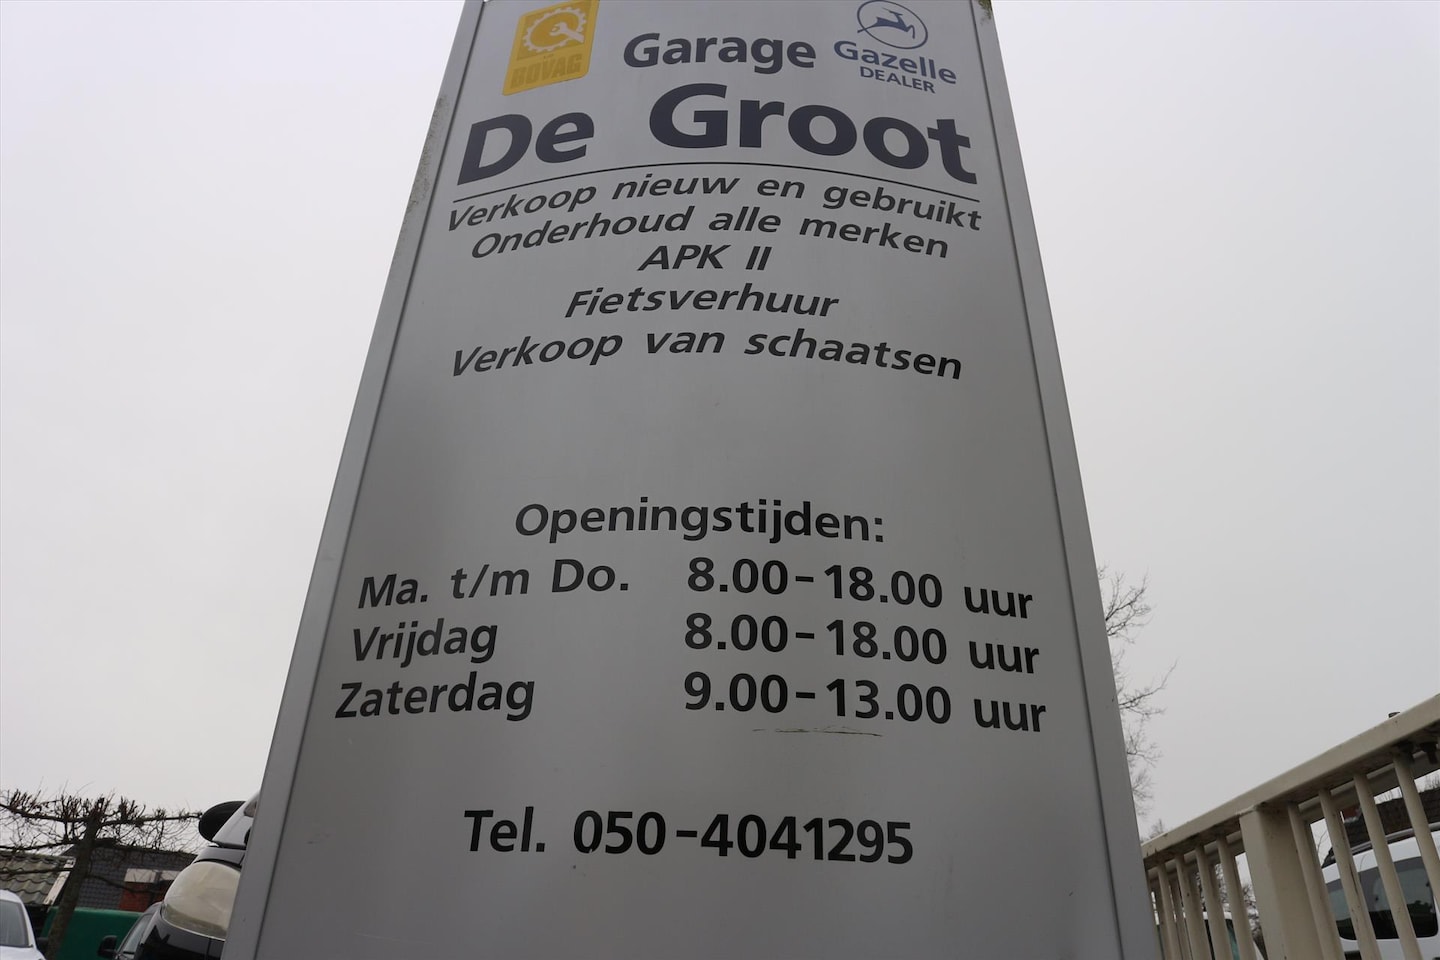 BOVAG
Garage
Gazelle
DEALER
De Groot
Verkoop nieuw en gebruikt
Onderhoud alle merken
APK II
Fietsverhuur
Verkoop van schaatsen
Openingstijden:
Ma. t/m Do. 8.00-18.00 uur
Vrijdag 8.00-18.00 uur
Zaterdag 9.00-13.00 uur
Tel. 050-4041295